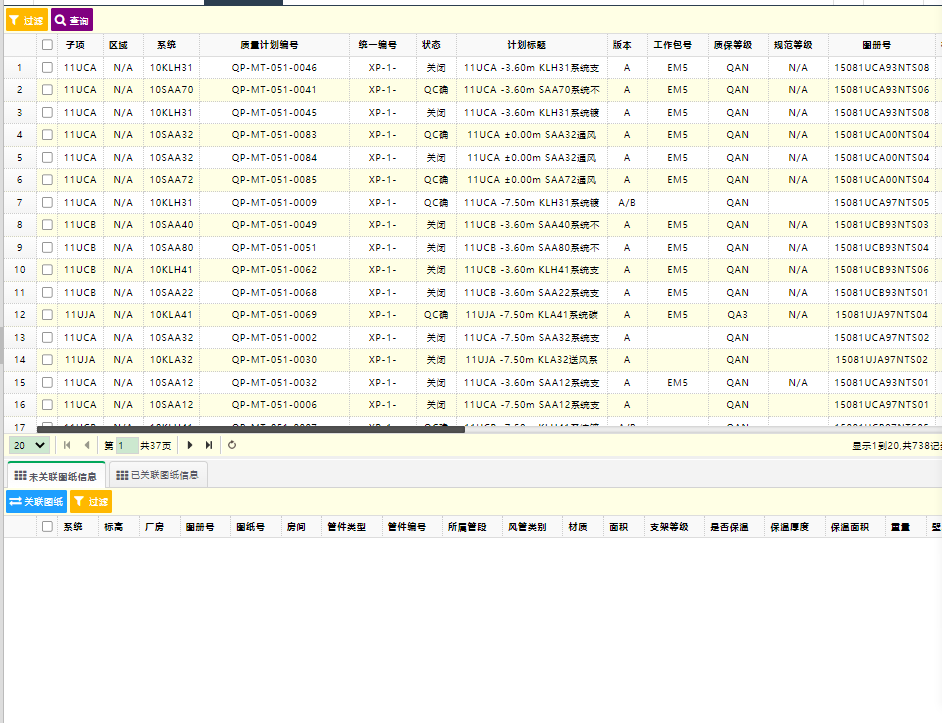 过滤 查询
子项 区域 系统 质量计划编号 统一编号 状态 计划标题 版本 工作包号 质保等级 规范等级 图册号
1 11UCA N/A 10KLH31 QP-MT-051-0046 XP-1- 关闭 11UCA -3.60m KLH31系统支 A EM5 QAN N/A 15081UCA93NTS08
2 11UCA N/A 10SAA70 QP-MT-051-0041 XP-1- QC确 11UCA -3.60m SAA70系统不 A EM5 QAN N/A 15081UCA93NTS06
3 11UCA N/A 10KLH31 QP-MT-051-0045 XP-1- 关闭 11UCA -3.60m KLH31系统镀 A EM5 QAN N/A 15081UCA93NTS08
4 11UCA N/A 10SAA32 QP-MT-051-0083 XP-1- QC确 11UCA ±0.00m SAA32通风 A EM5 QAN N/A 15081UCA00NTS04
5 11UCA N/A 10SAA32 QP-MT-051-0084 XP-1- 关闭 11UCA ±0.00m SAA32通风 A EM5 QAN N/A 15081UCA00NTS04
6 11UCA N/A 10SAA72 QP-MT-051-0085 XP-1- QC确 11UCA ±0.00m SAA72通风 A EM5 QAN N/A 15081UCA00NTS04
7 11UCA N/A 10KLH31 QP-MT-051-0009 XP-1- QC确 11UCA -7.50m KLH31系统镀 A/B QAN 15081UCA97NTS05
8 11UCB N/A 10SAA40 QP-MT-051-0049 XP-1- 关闭 11UCB -3.60m SAA40系统不 A EM5 QAN N/A 15081UCB93NTS03
9 11UCB N/A 10SAA80 QP-MT-051-0051 XP-1- 关闭 11UCB -3.60m SAA80系统不 A EM5 QAN N/A 15081UCB93NTS04
10 11UCB N/A 10KLH41 QP-MT-051-0062 XP-1- 关闭 11UCB -3.60m KLH41系统支 A EM5 QAN N/A 15081UCB93NTS06
11 11UCB N/A 10SAA22 QP-MT-051-0068 XP-1- 关闭 11UCB -3.60m SAA22系统支 A EM5 QAN N/A 15081UCB93NTS01
12 11UJA N/A 10KLA41 QP-MT-051-0069 XP-1- QC确 11UJA -7.50m KLA41系统碳 A EM5 QA3 N/A 15081UJA97NTS04
13 11UCA N/A 10SAA32 QP-MT-051-0002 XP-1- 关闭 11UCA -7.50m SAA32系统支 A QAN 15081UCA97NTS02
14 11UJA N/A 10KLA32 QP-MT-051-0030 XP-1- 关闭 11UJA -7.50m KLA32送风系 A QAN 15081UJA97NTS02
15 11UCA N/A 10SAA12 QP-MT-051-0032 XP-1- 关闭 11UCA -3.60m SAA12系统支 A EM5 QAN N/A 15081UCA93NTS01
16 11UCA N/A 10SAA12 QP-MT-051-0006 XP-1- 关闭 11UCA -7.50m SAA12系统支 A QAN 15081UCA97NTS01
17
20 第 1 共37页 显示1到20,共738记
未关联图纸信息 已关联图纸信息
关联图纸 过滤
系统 标高 厂房 图册号 图纸号 房间 管件类型 管件编号 所属管段 风管类别 材质 面积 支架等级 是否保温 保温厚度 保温面积 重量 壁